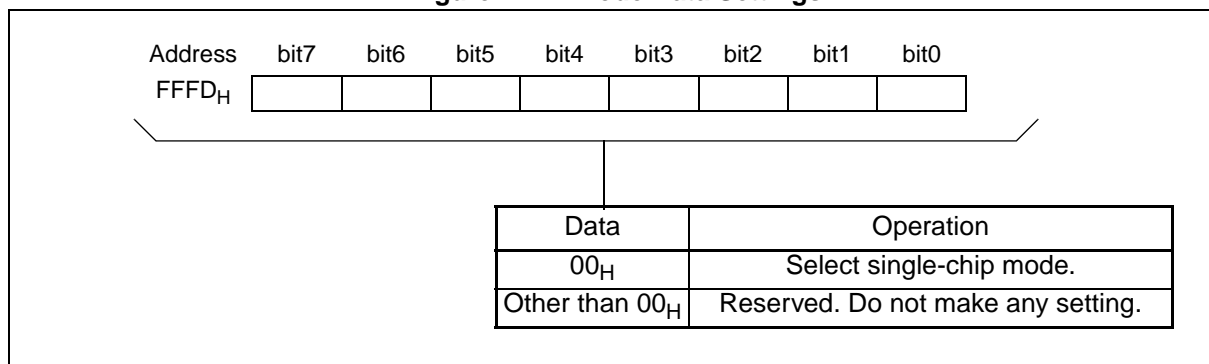 Address bit7 bit6 bit5 bit4 bit3 bit2 bit1 bit0
FFFDH
Data Operation
00H Select single-chip mode.
Other than 00H Reserved. Do not make any setting.